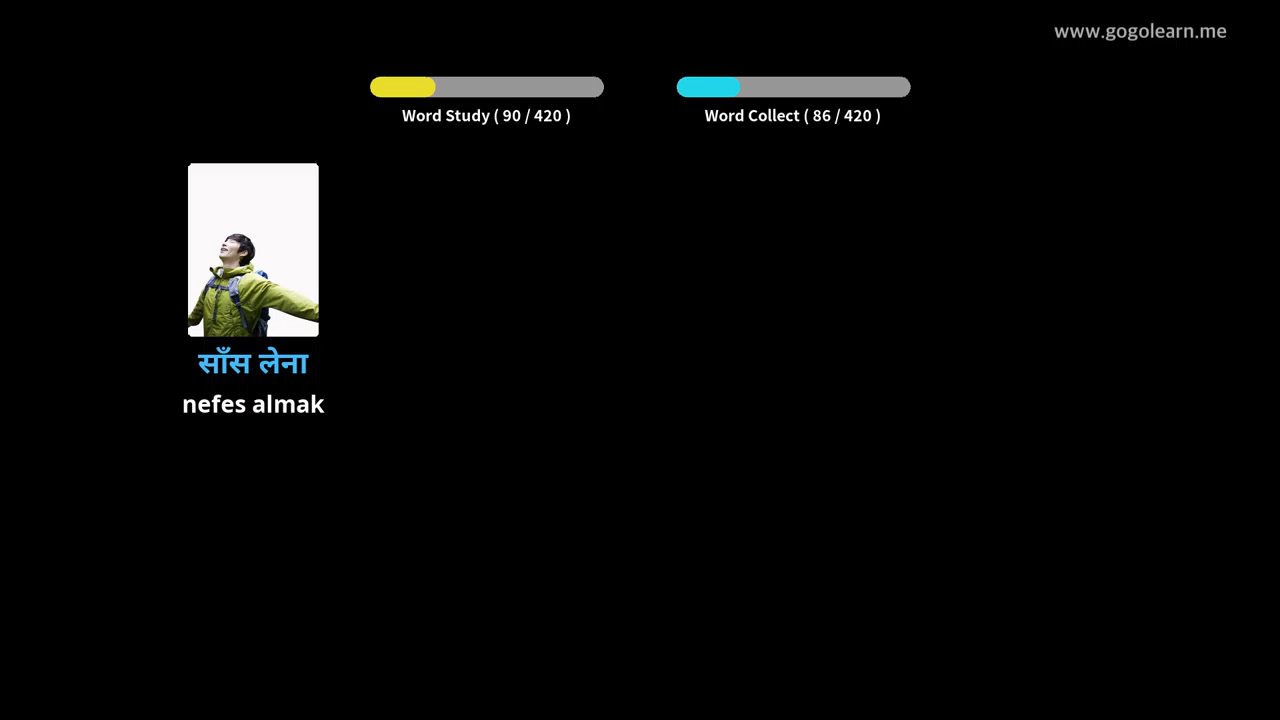 www.gogolearn.me
Word Study ( 90 / 420 )
Word Collect ( 86 / 420 )
साँस लेना
nefes almak